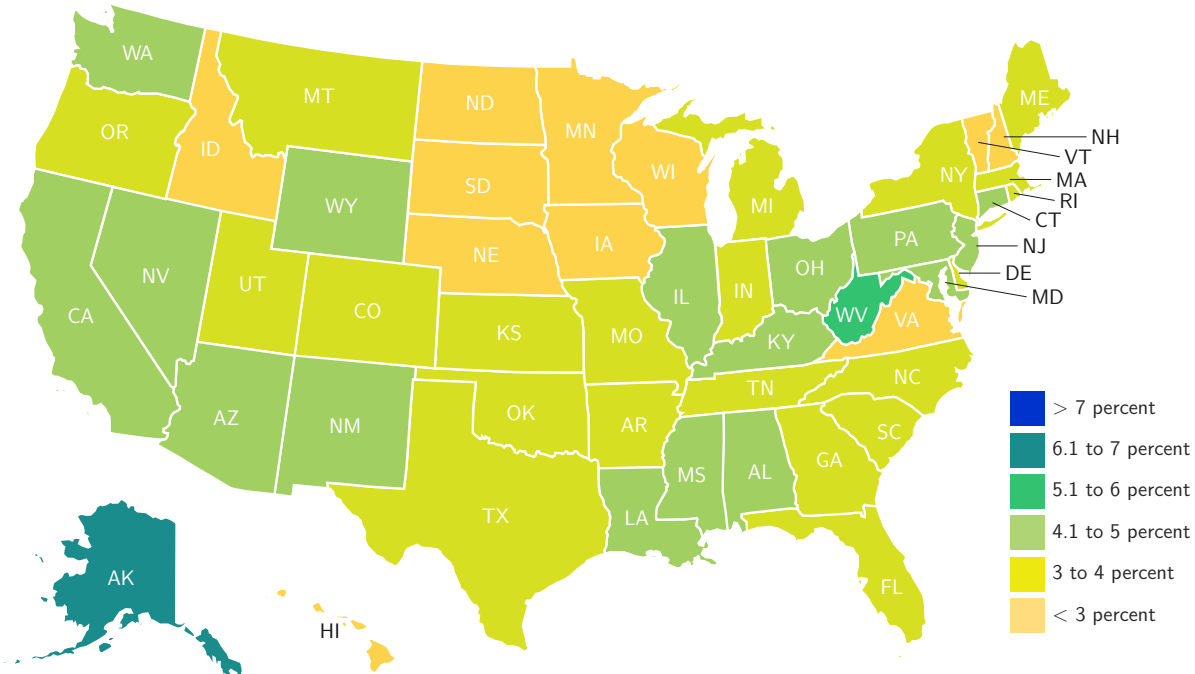 WA
MT
ND
MN
ME
OR
ID
SD
WI
NH
VT
NY
MA
RI
CT
WY
MI
NE
IA
PA
NJ
NV
UT
OH
DE
IL
IN
MD
CA
CO
WV
VA
KS
MO
KY
TN
NC
AZ
NM
OK
AR
SC
GA
MS
AL
LA
TX
FL
AK
HI
> 7 percent
6.1 to 7 percent
5.1 to 6 percent
4.1 to 5 percent
3 to 4 percent
< 3 percent